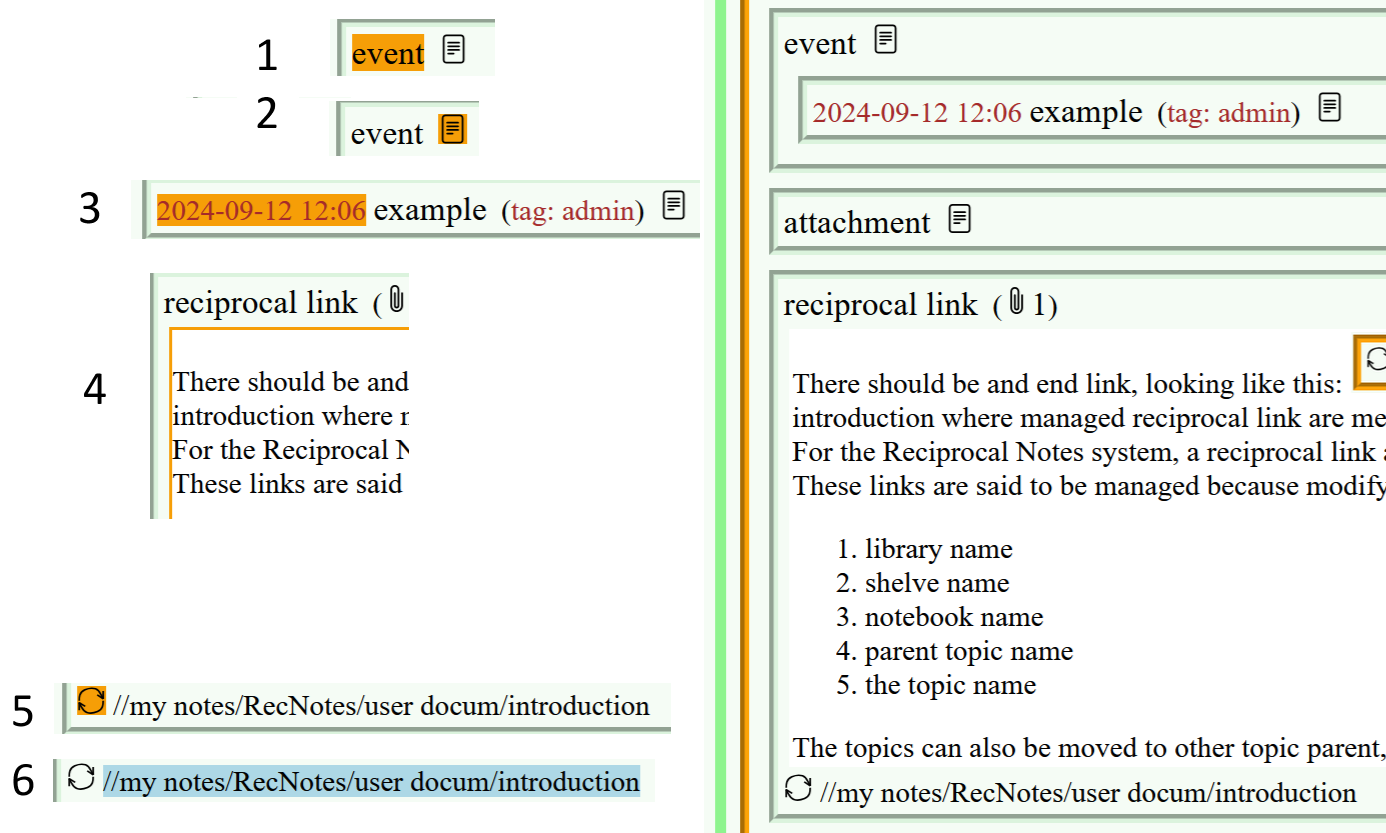 1
event
2
event
3
2024-09-12 12:06 example (tag: admin)
reciprocal link (
4
There should be and
introduction where
For the Reciprocal
These links are said
5
//my notes/RecNotes/user docum/introduction
6
//my notes/RecNotes/user docum/introduction
event
2024-09-12 12:06 example (tag: admin)
attachment
reciprocal link ( 1)
There should be and end link, looking like this:
introduction where managed reciprocal link are me
For the Reciprocal Notes system, a reciprocal link
These links are said to be managed because modify
1. library name
2. shelve name
3. notebook name
4. parent topic name
5. the topic name
The topics can also be moved to other topic parent,
//my notes/RecNotes/user docum/introduction